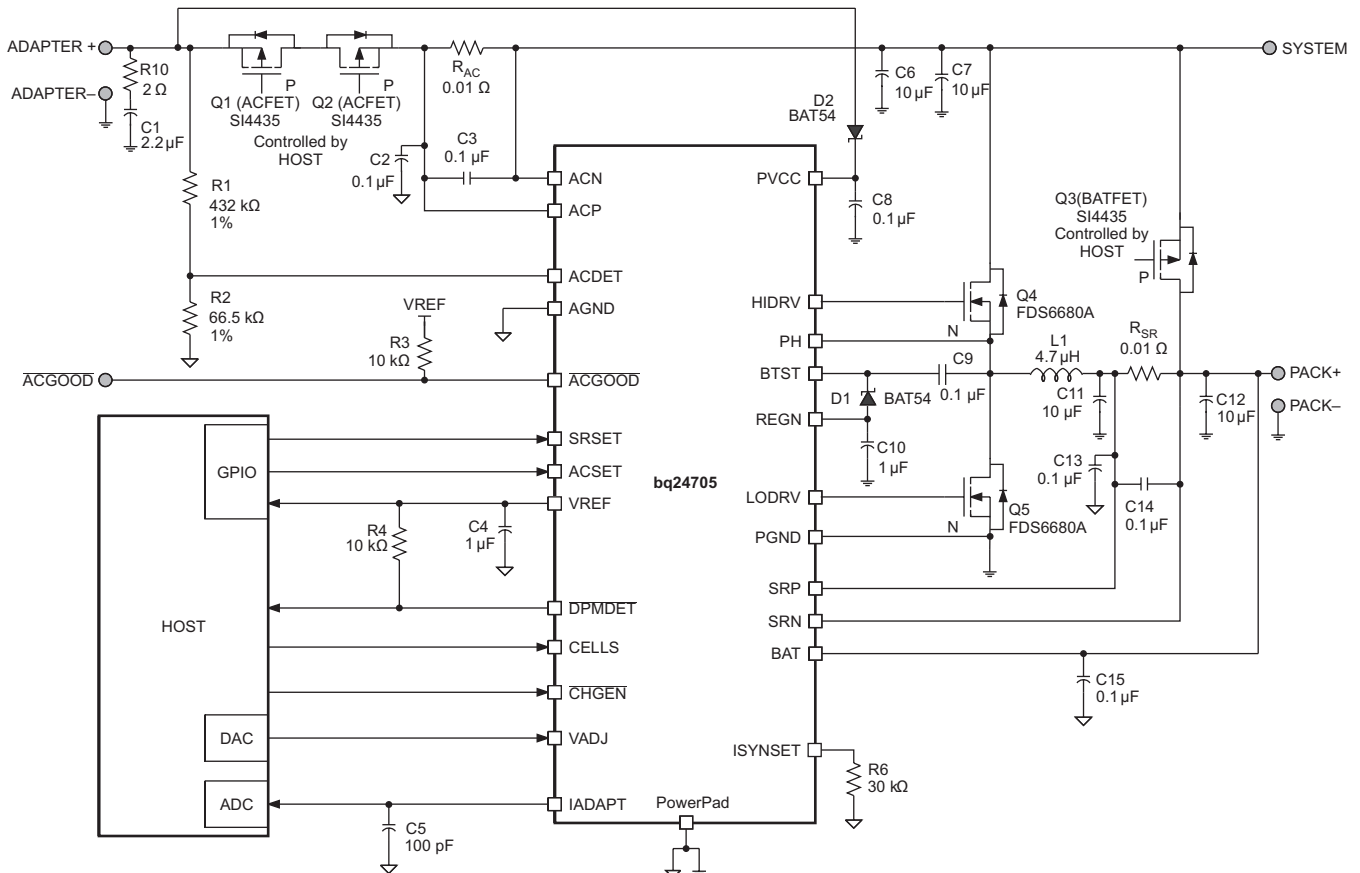 ADAPTER +
ADAPTER–
R10
2 Ω
C1
2.2 µF
P
Q1 (ACFET)
SI4435
P
Q2 (ACFET)
SI4435
Controlled by
HOST
RAC
0.01 Ω
C2
0.1 µF
C3
0.1 µF
R1
432 kΩ
1%
R2
66.5 kΩ
1%
VREF
R3
10 kΩ
ACGOOD
HOST
GPIO
DAC
ADC
R4
10 kΩ
C4
1 µF
C5
100 pF
ACN
ACP
ACDET
AGND
ACGOOD
SRSET
ACSET
VREF
DPMDET
CELLS
CHGEN
VADJ
IADAPT
bq24705
PowerPad
PVCC
HIDRV
PH
BTST
REGN
LODRV
PGND
SRP
SRN
BAT
ISYNSET
D2
BAT54
C8
0.1 µF
C6
10 µF
C7
10 µF
SYSTEM
Q3(BATFET)
SI4435
Controlled by
HOST
P
Q4
FDS6680A
N
C9
0.1 µF
D1
BAT54
C10
1 µF
L1
4.7 µH
RSR
0.01 Ω
C11
10 µF
C12
10 µF
PACK+
PACK–
C13
0.1 µF
C14
0.1 µF
Q5
FDS6680A
N
C15
0.1 µF
R6
30 kΩ